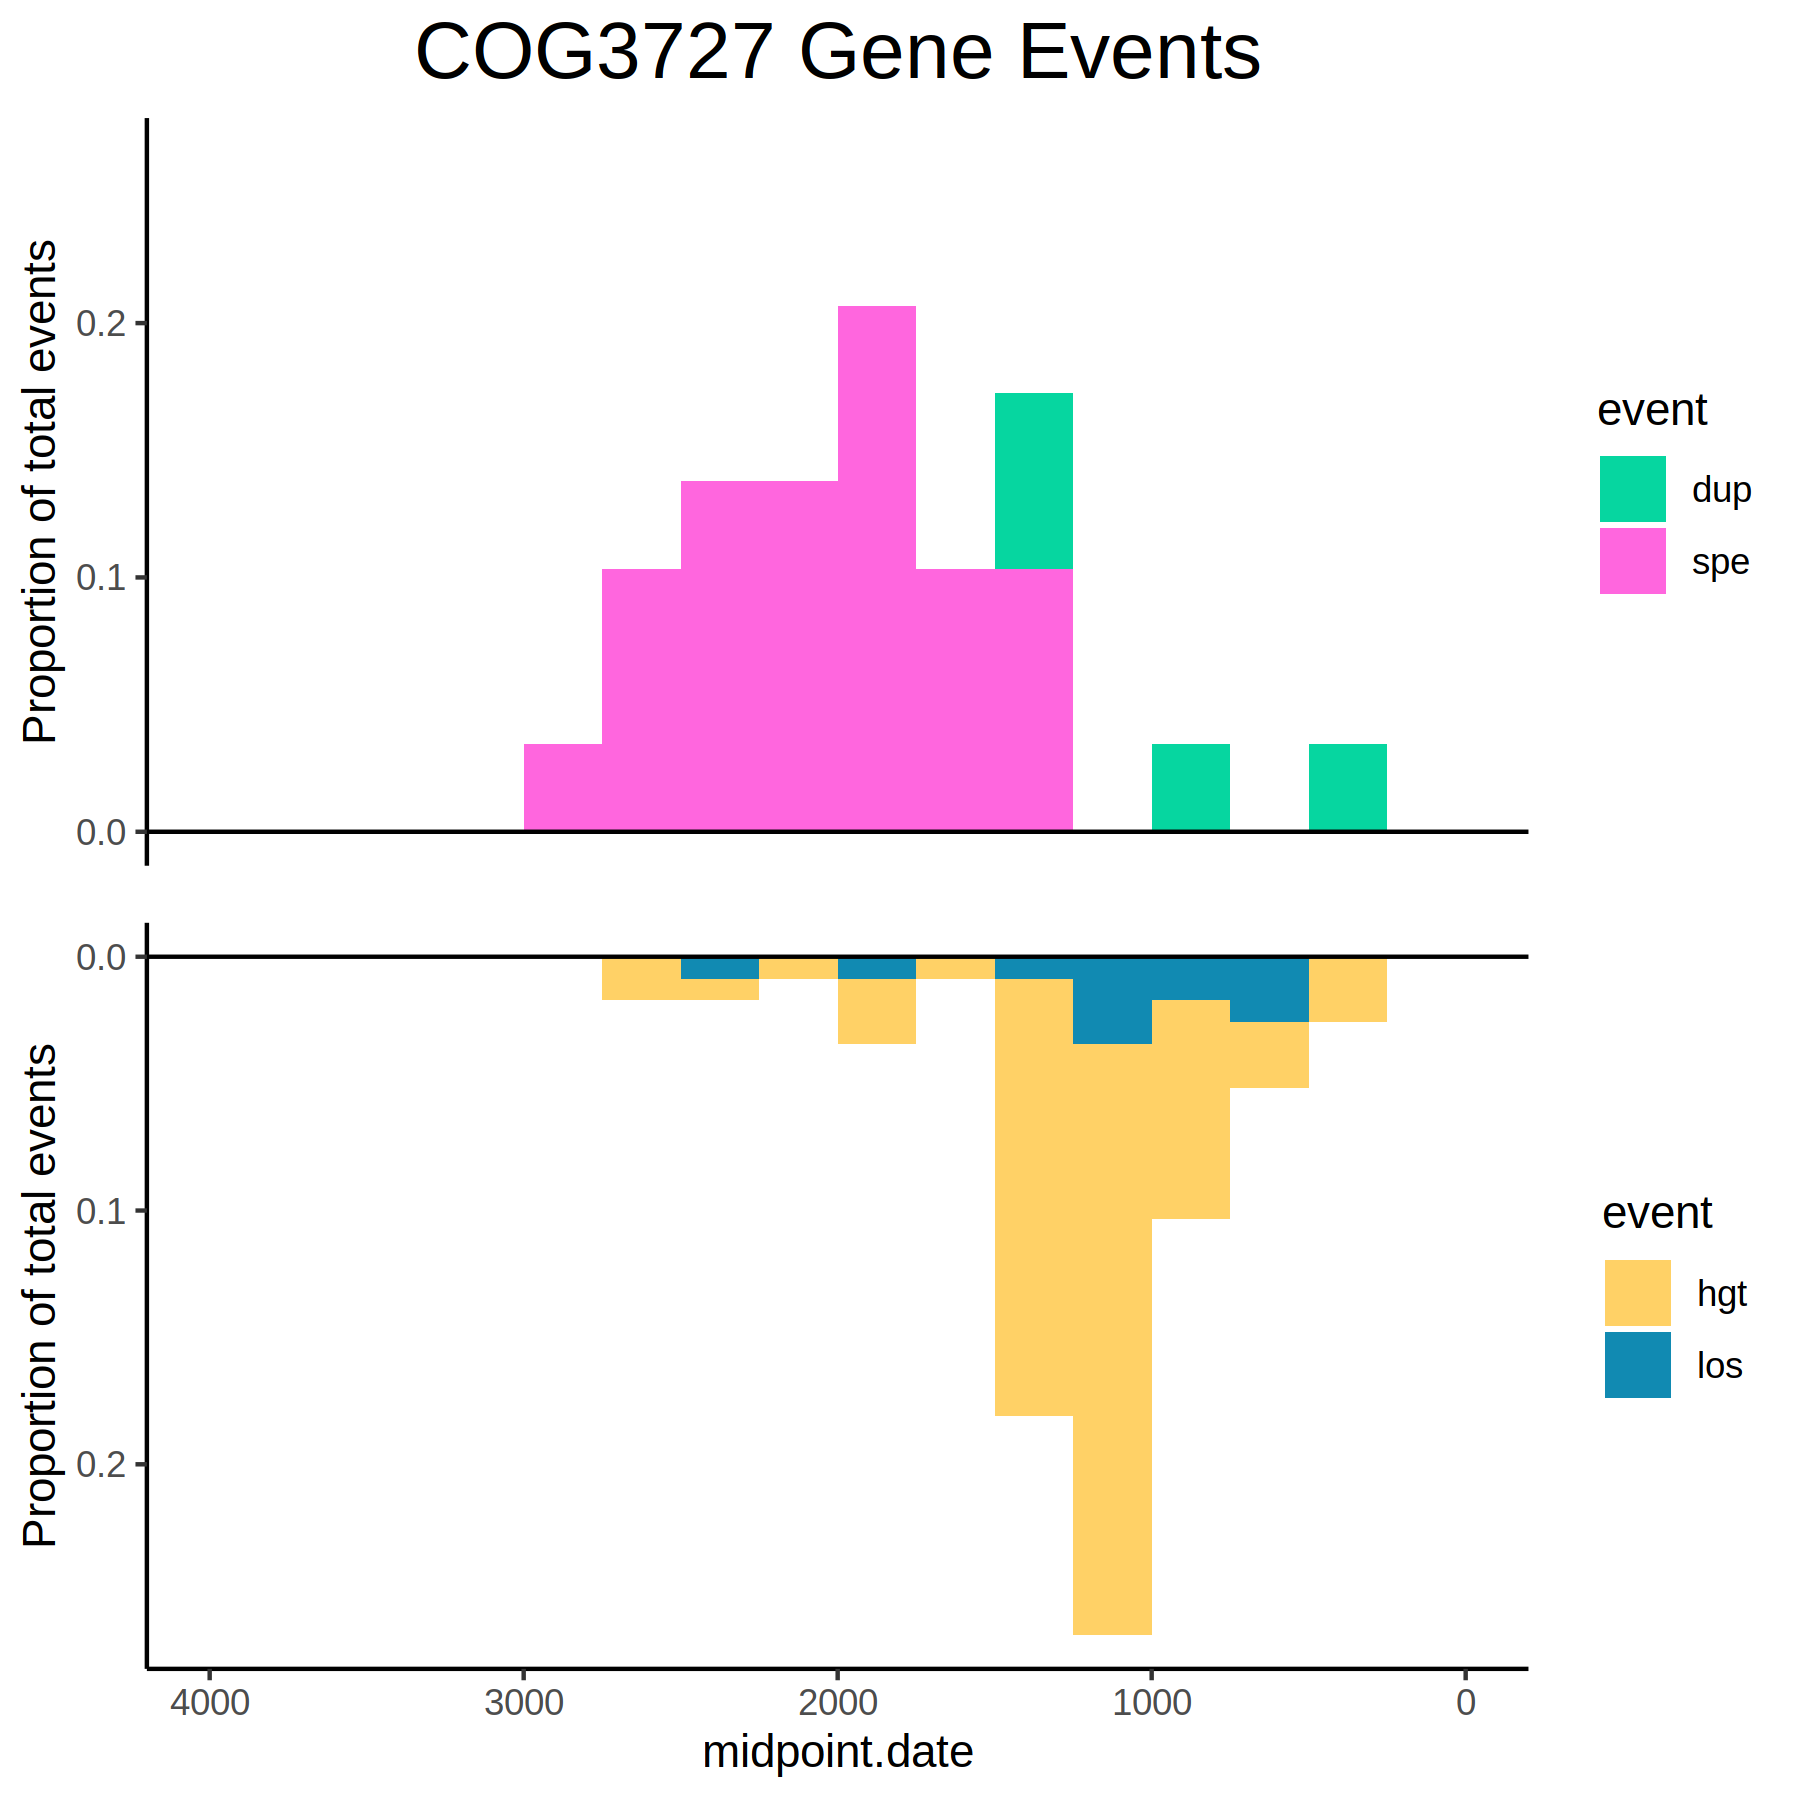 COG3727 Gene Events
Proportion of total events
0.2
0.1
0.0
event
dup
spe
Proportion of total events
0.0
0.1
0.2
event
hgt
los
4000 3000 2000 1000 0
midpoint.date